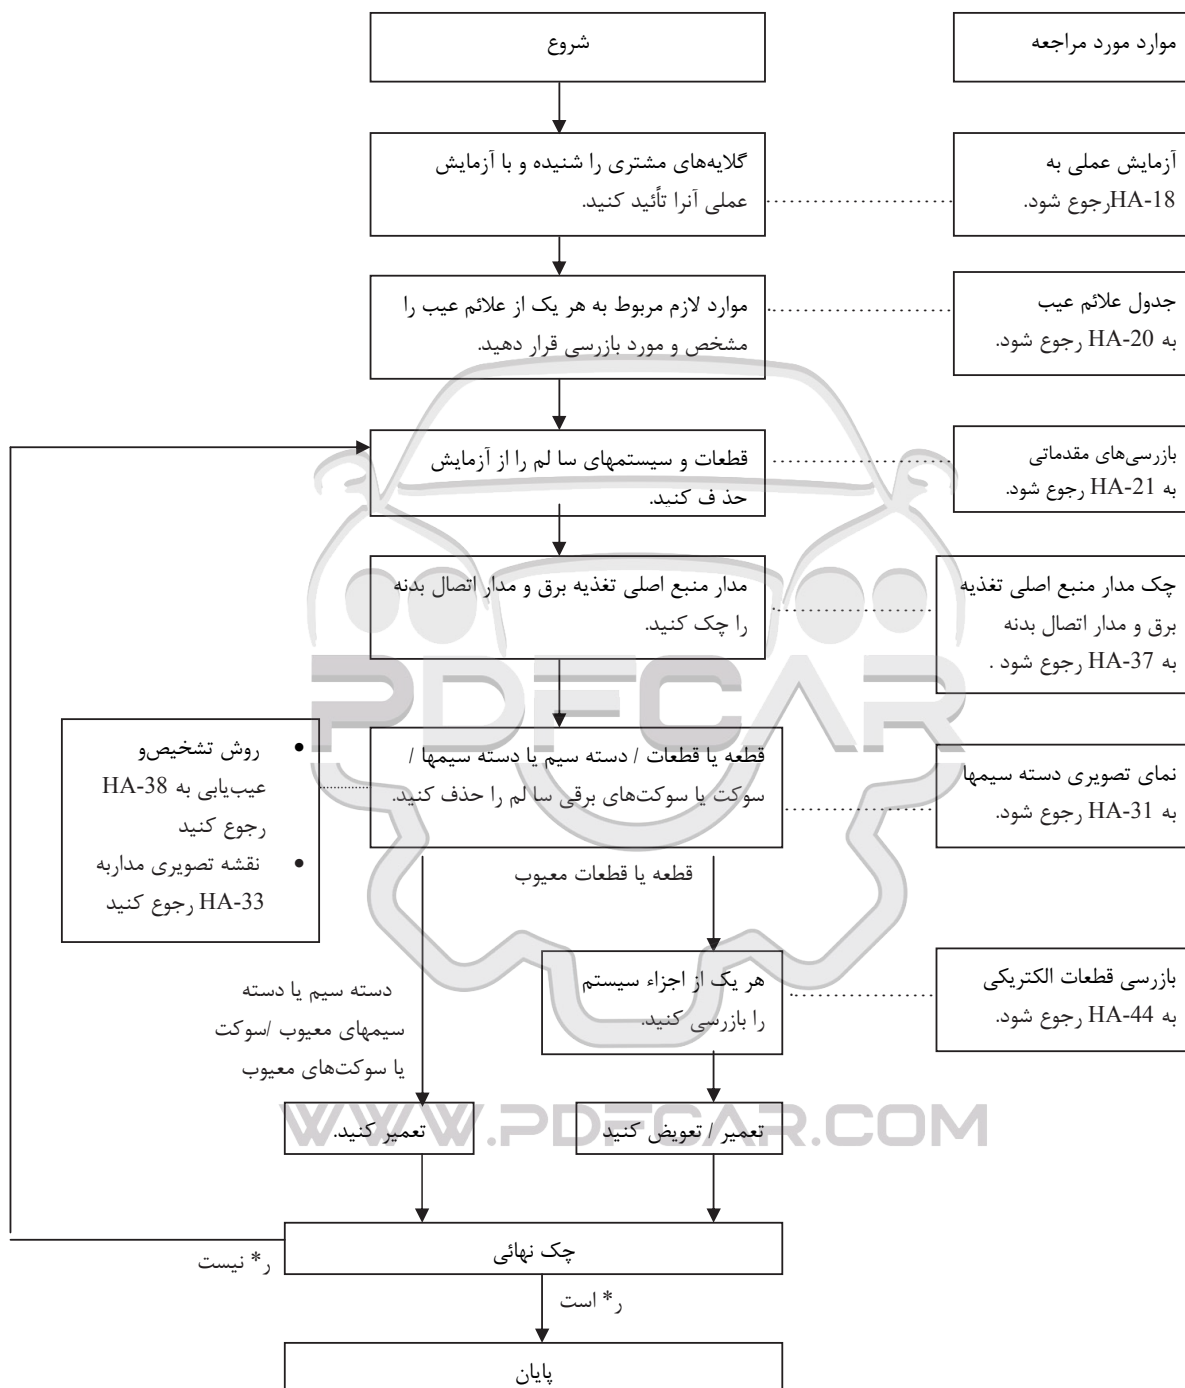 شروع
موارد مورد مراجعه
گلایه‌های مشتری را شنیده و با آزمایش
عملی آنرا تأئید کنید.
آزمایش عملی به
HA-18رجوع شود.
موارد لازم مربوط به هر یک از علائم عیب را
مشخص و مورد بازرسی قرار دهید.
جدول علائم عیب
به HA-20 رجوع شود.
قطعات و سیستمهای سا لم را از آزمایش
حذ ف کنید.
بازرسی‌های مقدماتی
به HA-21 رجوع شود.
مدار منبع اصلی تغذیه برق و مدار اتصال بدنه
را چک کنید.
چک مدار منبع اصلی تغذیه
برق و مدار اتصال بدنه
به HA-37 رجوع شود .
PDFCAR
قطعه یا قطعات / دسته سیم یا دسته سیمها /
سوکت یا سوکت‌های برقی سا لم را حذف کنید.
نمای تصویری دسته سیمها
به HA-31 رجوع شود.
• روش تشخیص‌و
عیب‌یابی به HA-38
رجوع کنید
• نقشه تصویری مداربه
HA-33 رجوع کنید
قطعه یا قطعات معیوب
هر یک از اجزاء سیستم
را بازرسی کنید.
بازرسی قطعات الکتریکی
به HA-44 رجوع شود.
دسته سیم یا دسته
سیمهای معیوب /سوکت
یا سوکت‌های معیوب
تعمیر / تعویض کنید
تعمیر کنید.
WWW.PDFCAR.COM
چک نهائی
ر* نیست
ر* است
پایان